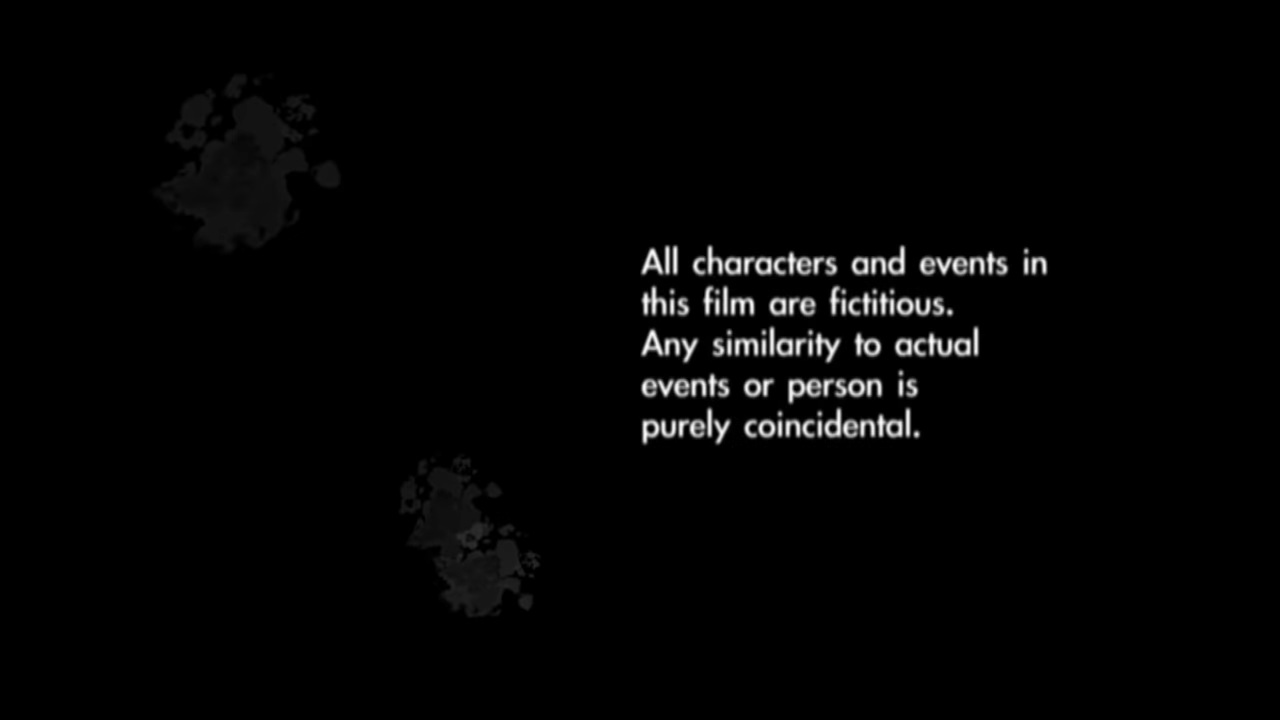 All characters and events in
this film are fictitious.
Any similarity to actual
events or person is
purely coincidental.